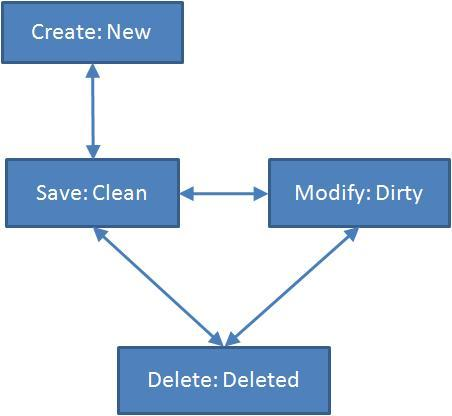 Create: New
Save: Clean
Modify: Dirty
Delete: Deleted